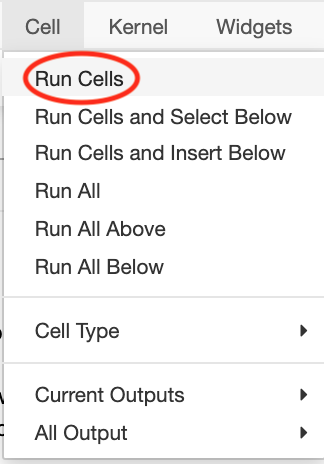 Cell Kernel Widgets
Run Cells
Run Cells and Select Below
Run Cells and Insert Below
Run All
Run All Above
Run All Below
Cell Type
Current Outputs
All Output